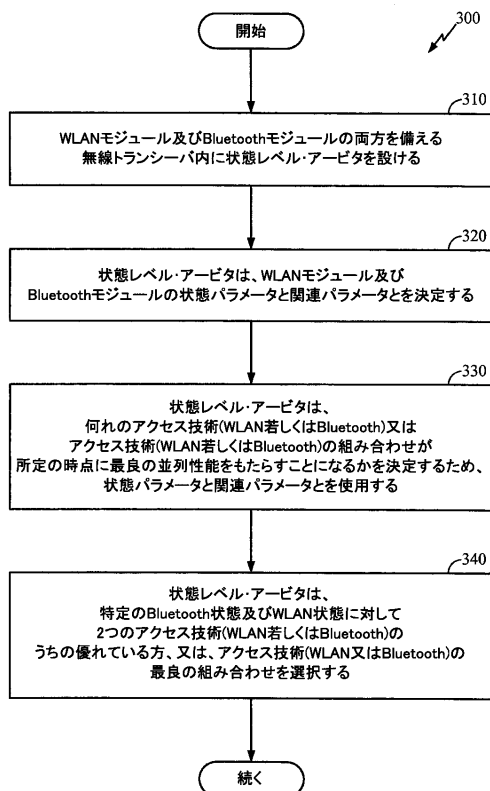 開始
300
310
WLANモジュール及びBluetoothモジュールの両方を備える
無線トランシーバ内に状態レベル・アービタを設ける
320
状態レベル・アービタは、WLANモジュール及び
Bluetoothモジュールの状態パラメータと関連パラメータとを決定する
330
状態レベル・アービタは、
何れのアクセス技術(WLAN若しくはBluetooth)又は
アクセス技術(WLAN若しくはBluetooth)の組み合わせが
所定の時点に最良の並列性能をもたらすことになるかを決定するため、
状態パラメータと関連パラメータとを使用する
340
状態レベル・アービタは、
特定のBluetooth状態及びWLAN状態に対して
2つのアクセス技術(WLAN若しくはBluetooth)の
うちの優れている方、又は、アクセス技術(WLAN又はBluetooth)の
最良の組み合わせを選択する
続く